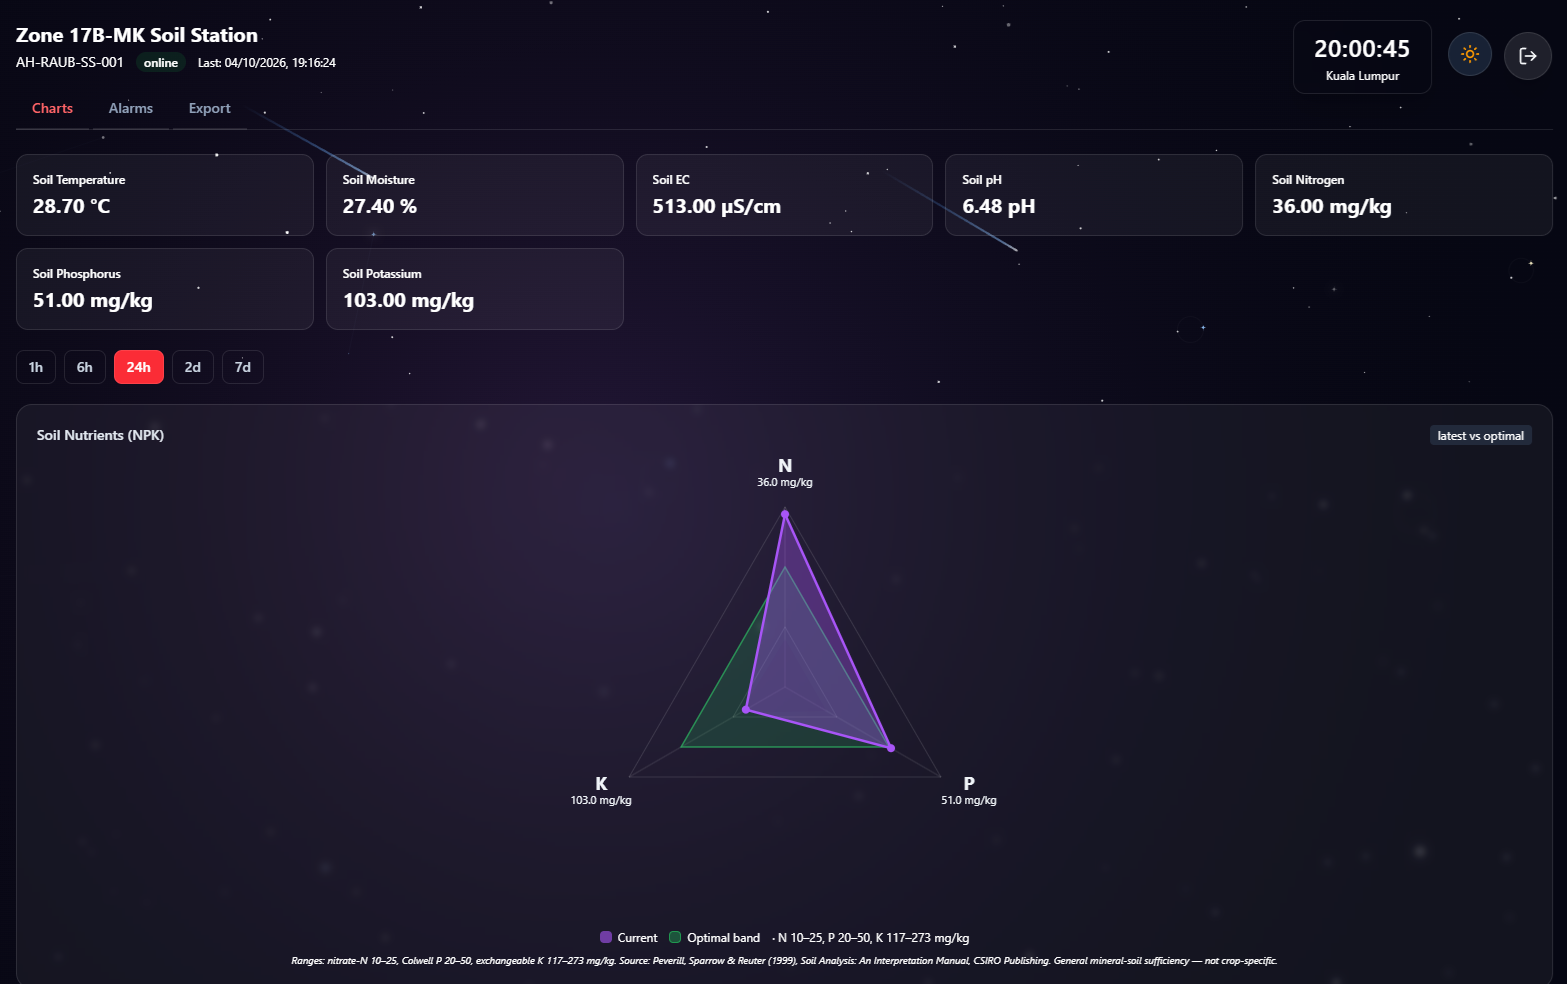 Zone 17B-MK Soil Station
AH-RAUB-SS-001 online Last: 04/10/2026, 19:16:24
20:00:45
Kuala Lumpur
Charts Alarms Export
Soil Temperature
28.70 °C
Soil Moisture
27.40 %
Soil EC
513.00 µS/cm
Soil pH
6.48 pH
Soil Nitrogen
36.00 mg/kg
Soil Phosphorus
51.00 mg/kg
Soil Potassium
103.00 mg/kg
1h 6h 24h 2d 7d
Soil Nutrients (NPK)
latest vs optimal
N
36.0 mg/kg
K
103.0 mg/kg
P
51.0 mg/kg
Current Optimal band · N 10–25, P 20–50, K 117–273 mg/kg
Ranges: nitrate-N 10–25, Colwell P 20–50, exchangeable K 117–273 mg/kg. Source: Peverill, Sparrow & Reuter (1999), Soil Analysis: An Interpretation Manual, CSIRO Publishing. General mineral-soil sufficiency — not crop-specific.